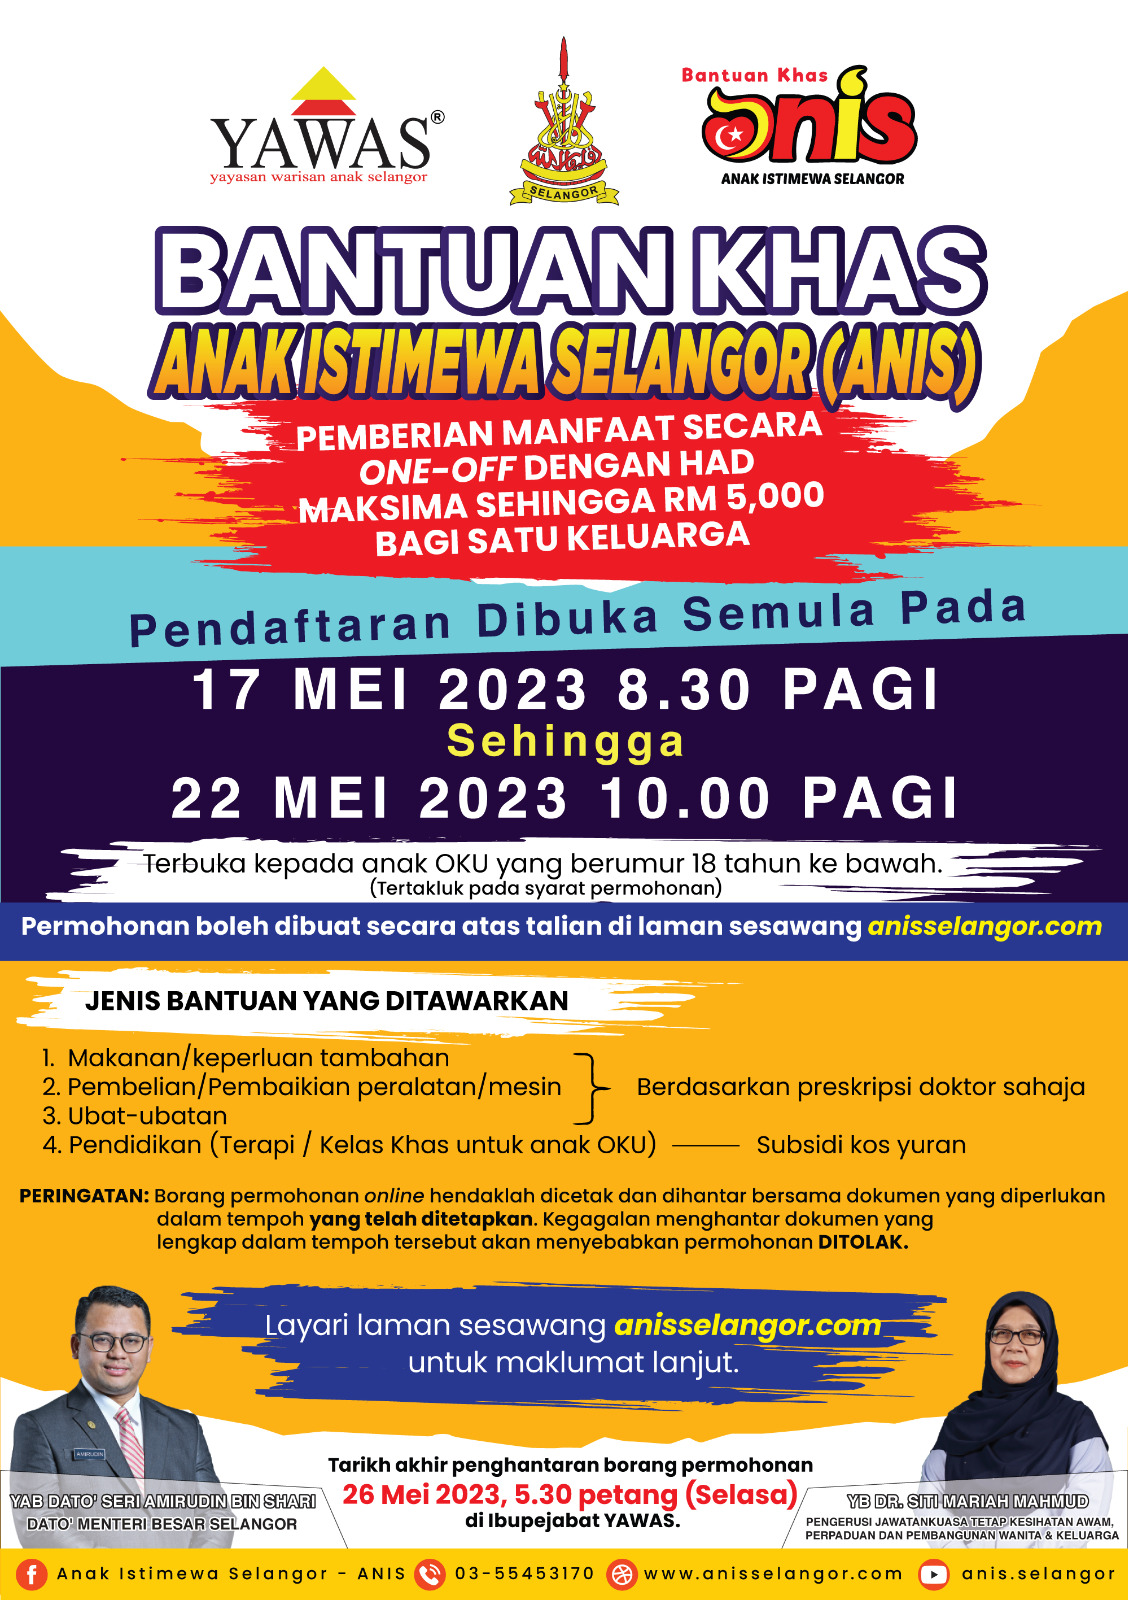 YAWAS®
yayasan warisan anak selangor
SELANGOR
Bantuan Khas
anis
ANAK ISTIMEWA SELANGOR
BANTUAN KHAS
ANAK ISTIMEWA SELANGOR (ANIS)
PEMBERIAN MANFAAT SECARA
ONE-OFF DENGAN HAD
MAKSIMA SEHINGGA RM 5,000
BAGI SATU KELUARGA
Pendaftaran Dibuka Semula Pada
17 MEI 2023 8.30 PAGI
Sehingga
22 MEI 2023 10.00 PAGI
Terbuka kepada anak OKU yang berumur 18 tahun ke bawah.
(Tertakluk pada syarat permohonan)
Permohonan boleh dibuat secara atas talian di laman sesawang anisselangor.com
JENIS BANTUAN YANG DITAWARKAN
1. Makanan/keperluan tambahan
2. Pembelian/Pembaikian peralatan/mesin Berdasarkan preskripsi doktor sahaja
3. Ubat-ubatan
4. Pendidikan (Terapi / Kelas Khas untuk anak OKU) Subsidi kos yuran
PERINGATAN: Borang permohonan online hendaklah dicetak dan dihantar bersama dokumen yang diperlukan
dalam tempoh yang telah ditetapkan. Kegagalan menghantar dokumen yang
lengkap dalam tempoh tersebut akan menyebabkan permohonan DITOLAK.
Layari laman sesawang anisselangor.com
untuk maklumat lanjut.
AMIRUDIN
YAB DATO' SERI AMIRUDIN BIN SHARI
DATO' MENTERI BESAR SELANGOR
Tarikh akhir penghantaran borang permohonan
26 Mei 2023, 5.30 petang (Selasa)
di Ibupejabat YAWAS.
YB DR. SITI MARIAH MAHMUD
PENGERUSI JAWATANKUASA TETAP KESIHATAN AWAM,
PERPADUAN DAN PEMBANGUNAN WANITA & KELUARGA
Anak Istimewa Selangor - ANIS 03-55453170 www.anisselangor.com anis.selangor